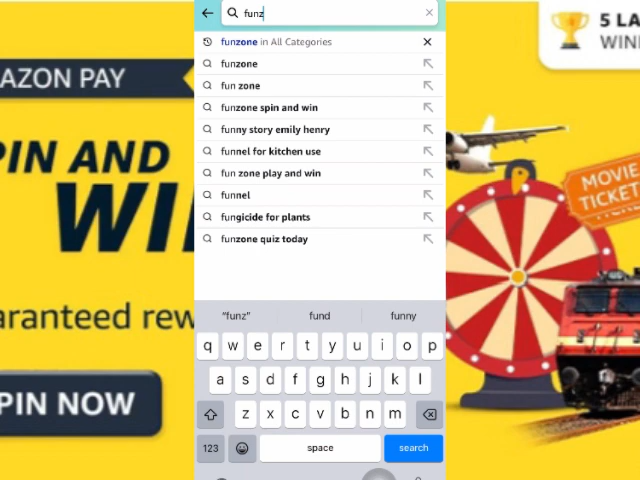 funz
funzone in All Categories
funzone
fun zone
funzone spin and win
funny story emily henry
funnel for kitchen use
fun zone play and win
funnel
fungicide for plants
funzone quiz today
"funz" fund funny
q w e r t y u i o p
a s d f g h j k l
z x c v b n m
123 space search
AZON PAY
PIN AND
WI
aranteed rew
PIN NOW
5 LA
WIN
MOVIE
TICKET